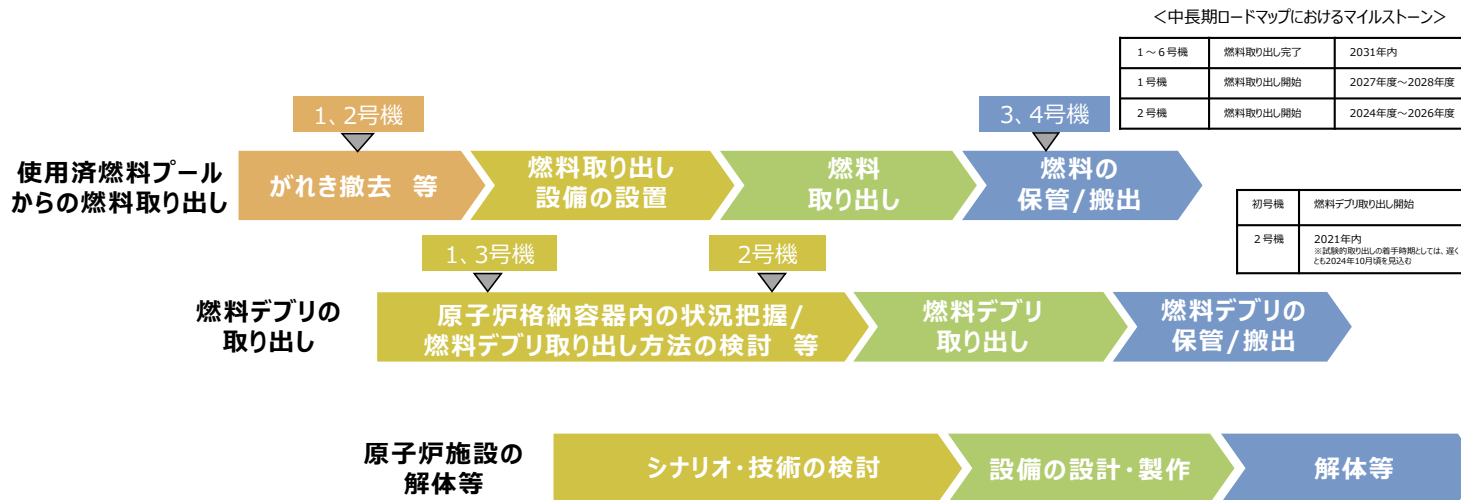 <中長期ロードマップにおけるマイルストーン>
1～6号機 燃料取り出し完了 2031年内
1号機 燃料取り出し開始 2027年度～2028年度
2号機 燃料取り出し開始 2024年度～2026年度
1、2号機
3、4号機
使用済燃料プール
からの燃料取り出し
がれき撤去 等
燃料取り出し
設備の設置
燃料
取り出し
燃料の
保管/搬出
初号機 燃料デブリ取り出し開始
2号機 2021年内
※試験的取り出しの着手時期としては、遅く
とも2024年10月頃を見込む
1、3号機
2号機
燃料デブリの
取り出し
原子炉格納容器内の状況把握/
燃料デブリ取り出し方法の検討 等
燃料デブリ
取り出し
燃料デブリの
保管/搬出
原子炉施設の
解体等
シナリオ・技術の検討
設備の設計・製作
解体等